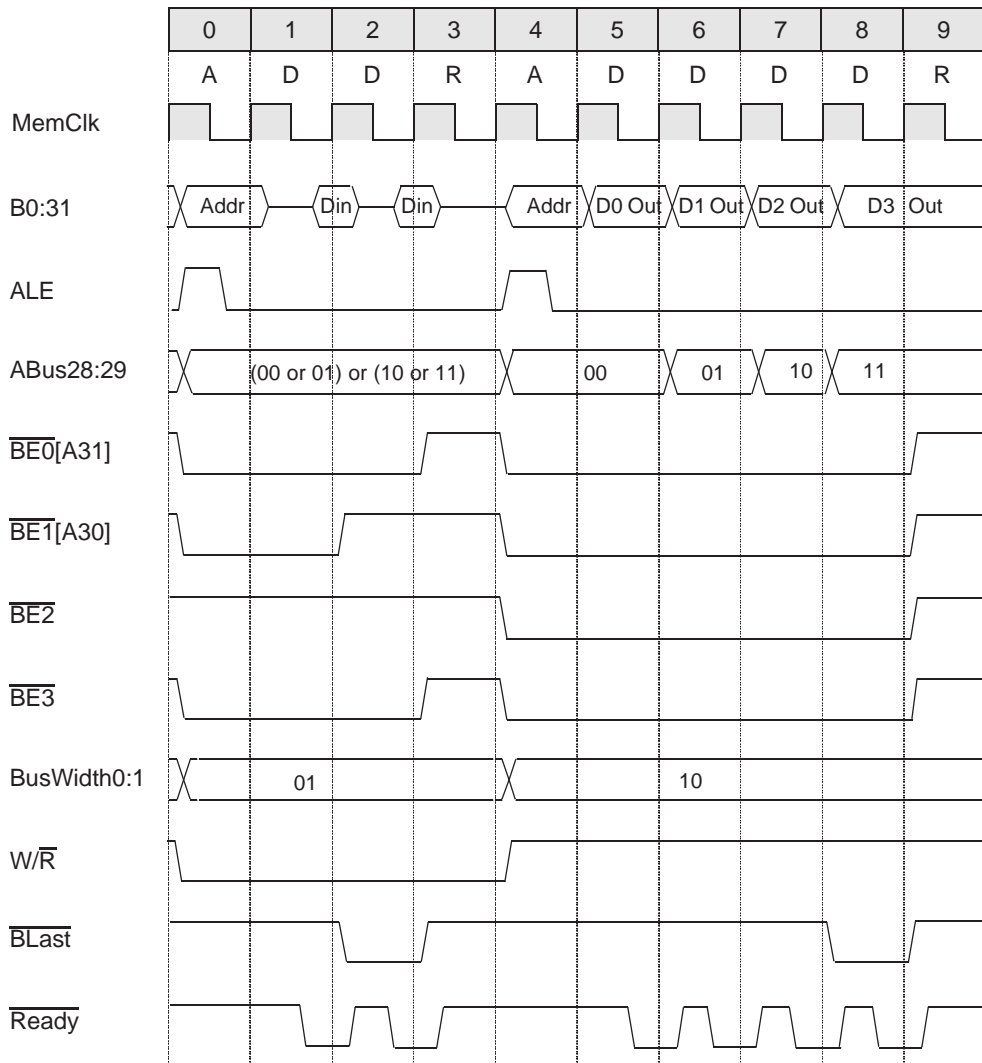 0 1 2 3 4 5 6 7 8 9
A D D R A D D D D R
MemClk
B0:31 Addr Din Din Addr D0 Out D1 Out D2 Out D3 Out
ALE
ABus28:29 (00 or 01) or (10 or 11) 00 01 10 11
BE0[A31]
BE1[A30]
BE2
BE3
BusWidth0:1 01 10
W/R
BLast
Ready